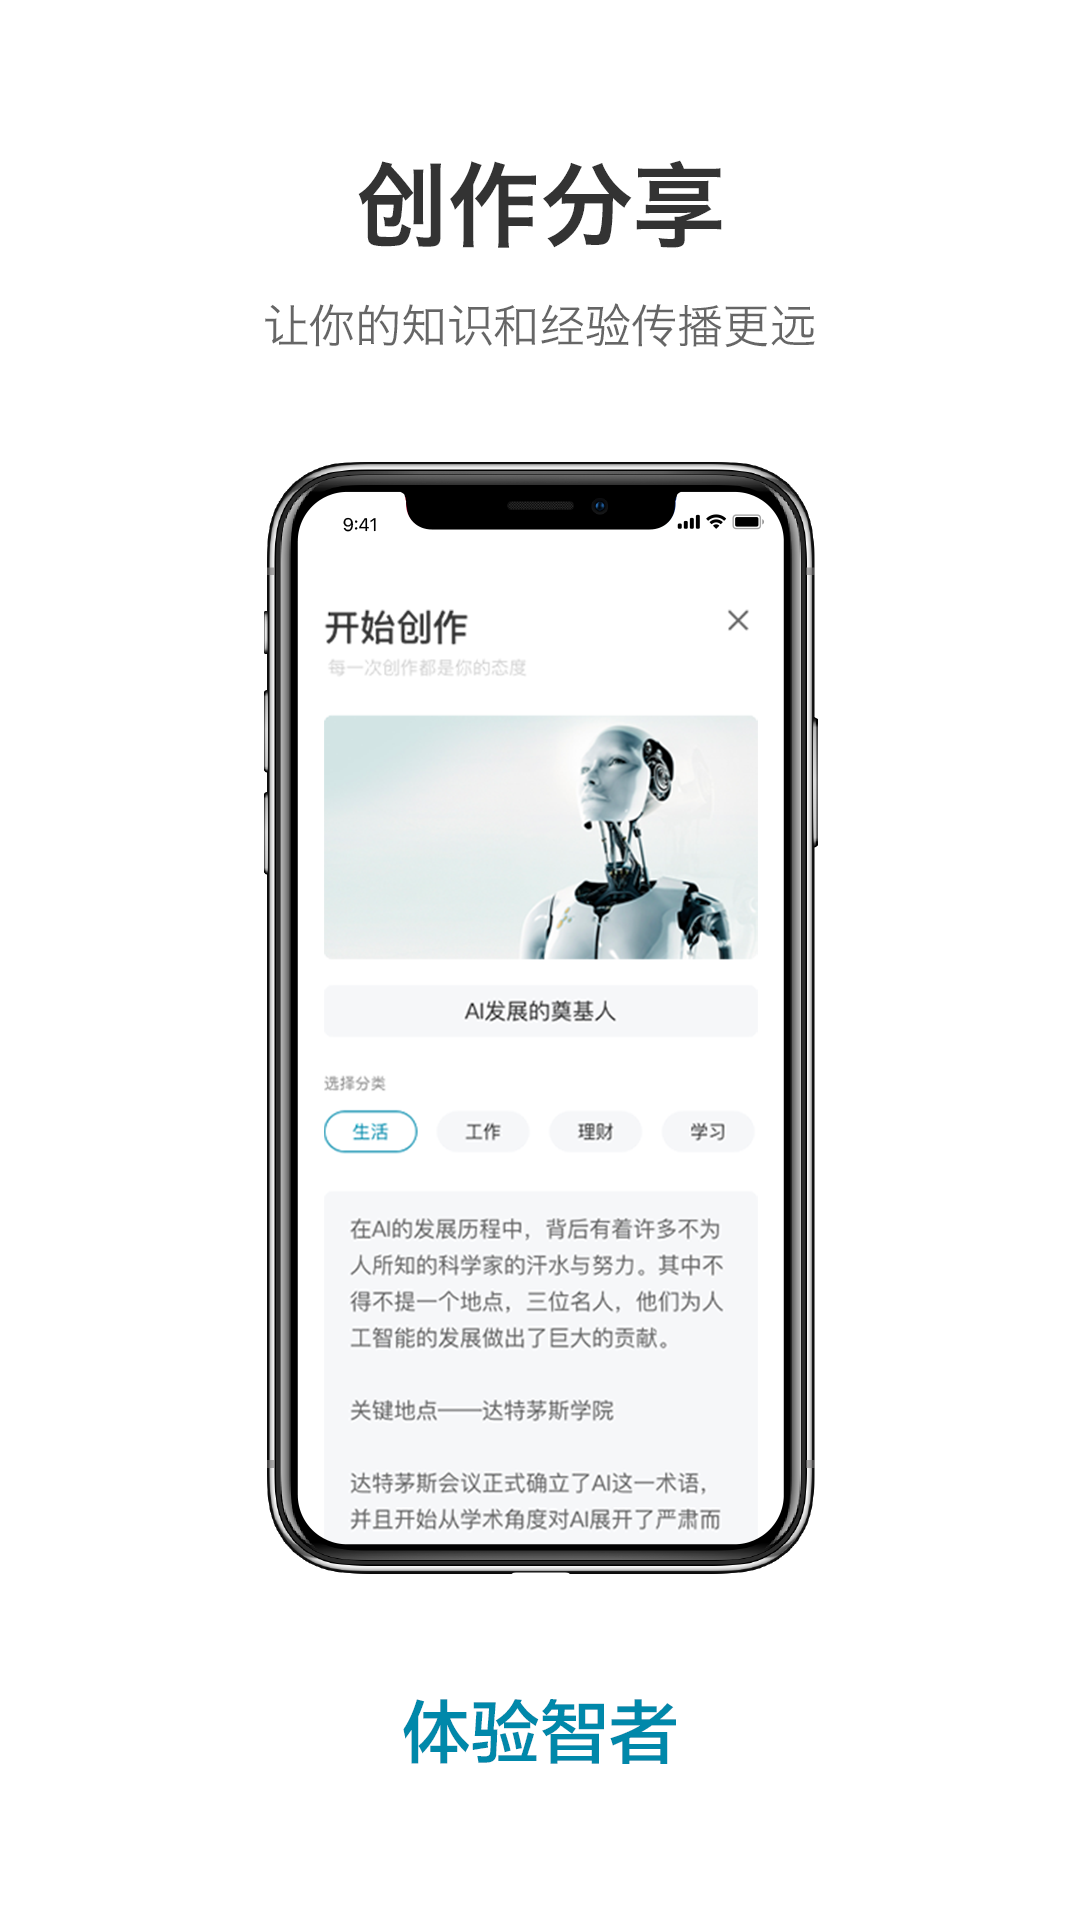 创作分享
让你的知识和经验传播更远
9:41
开始创作
每一次创作都是你的态度
AI发展的奠基人
选择分类
生活 工作 理财 学习
在AI的发展历程中，背后有着许多不为
人所知的科学家的汗水与努力。其中不
得不提一个地点，三位名人，他们为人
工智能的发展做出了巨大的贡献。
关键地点——达特茅斯学院
达特茅斯会议正式确立了AI这一术语，
并且开始从学术角度对AI展开了严肃而
体验智者